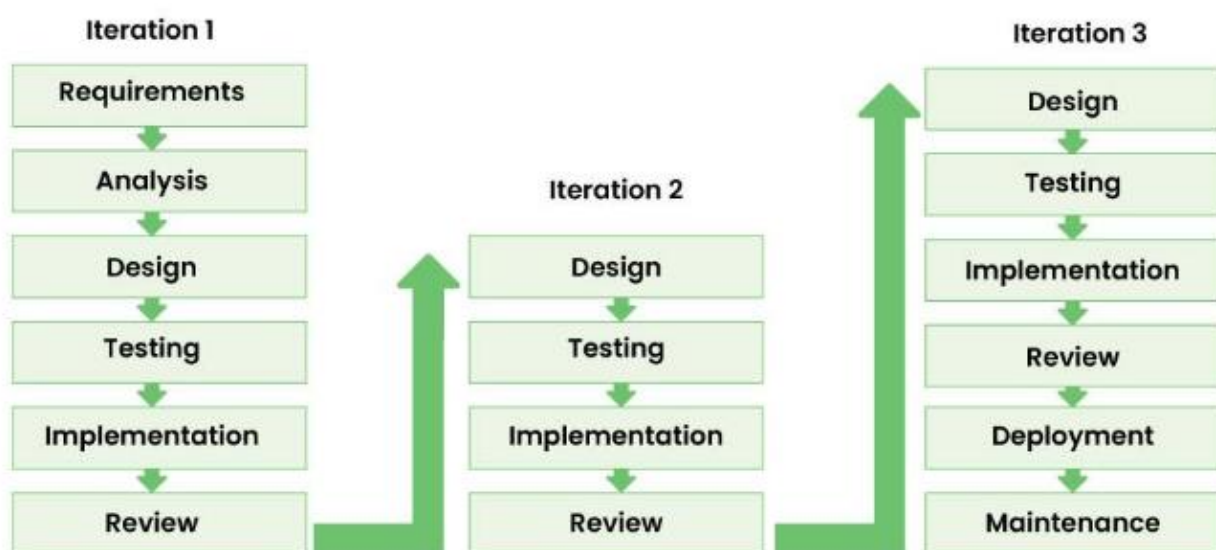 Iteration 1
Requirements
Analysis
Design
Testing
Implementation
Review
Iteration 2
Design
Testing
Implementation
Review
Iteration 3
Design
Testing
Implementation
Review
Deployment
Maintenance